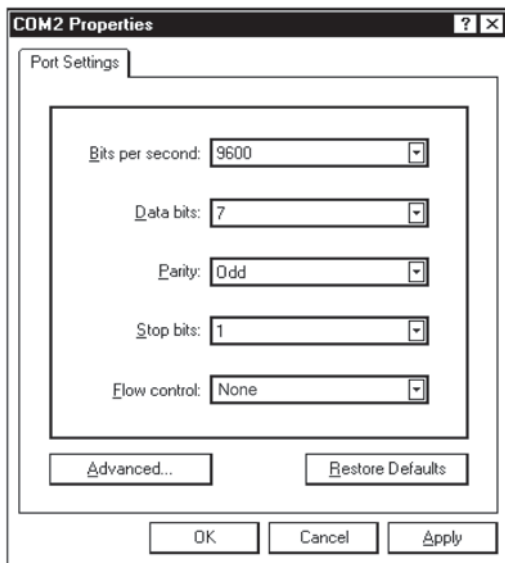 COM2 Properties
Port Settings
Bits per second: 9600
Data bits: 7
Parity: Odd
Stop bits: 1
Flow control: None
Advanced... Restore Defaults
OK Cancel Apply